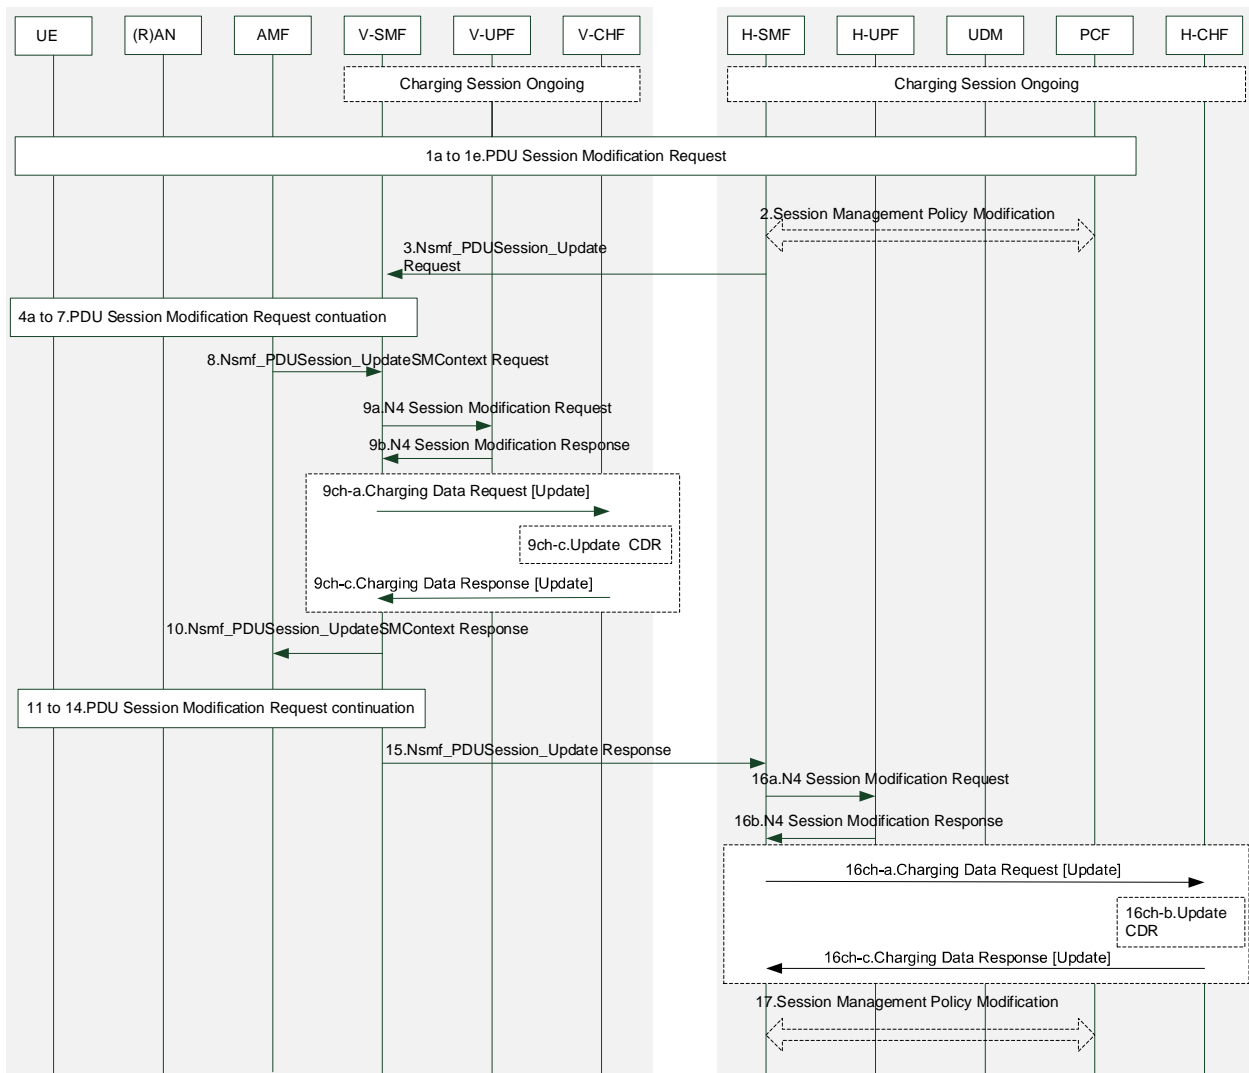 UE (R)AN AMF V-SMF V-UPF V-CHF H-SMF H-UPF UDM PCF H-CHF
Charging Session Ongoing Charging Session Ongoing
1a to 1e.PDU Session Modification Request
2.Session Management Policy Modification
3.Nsmf_PDUSession_Update
Request
4a to 7.PDU Session Modification Request contuation
8.Nsmf_PDUSession_UpdateSMContext Request
9a.N4 Session Modification Request
9b.N4 Session Modification Response
9ch-a.Charging Data Request [Update]
9ch-c.Update CDR
9ch-c.Charging Data Response [Update]
10.Nsmf_PDUSession_UpdateSMContext Response
11 to 14.PDU Session Modification Request continuation
15.Nsmf_PDUSession_Update Response
16a.N4 Session Modification Request
16b.N4 Session Modification Response
16ch-a.Charging Data Request [Update]
16ch-b.Update
CDR
16ch-c.Charging Data Response [Update]
17.Session Management Policy Modification